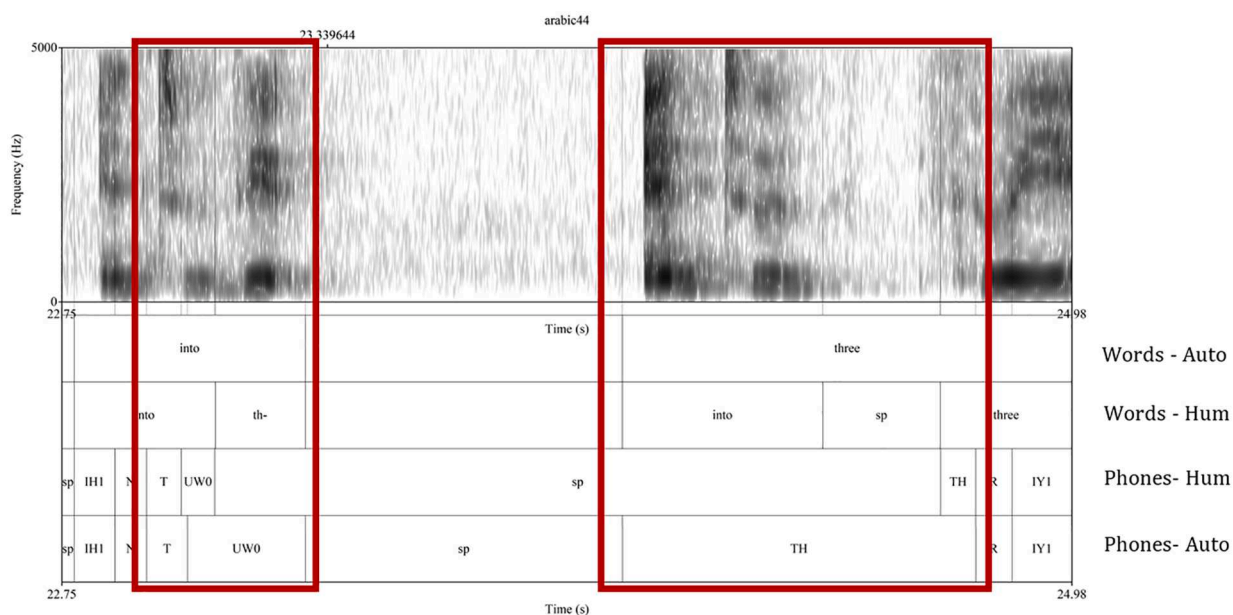 arabic44
23.339644
5000
Frequency (Hz)
0
22.75
Time (s)
24.98
into three Words - Auto
into th- into sp three Words - Hum
sp IH1 N T UW0 sp TH R IY1 Phones- Hum
sp IH1 N T UW0 sp TH R IY1 Phones- Auto
22.75
Time (s)
24.98